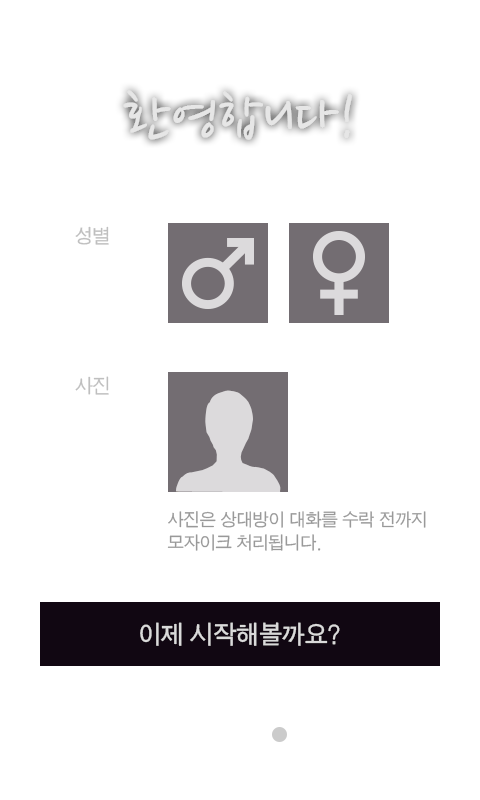 환영합니다!
성별
사진
사진은 상대방이 대화를 수락 전까지
모자이크 처리됩니다.
이제 시작해볼까요?